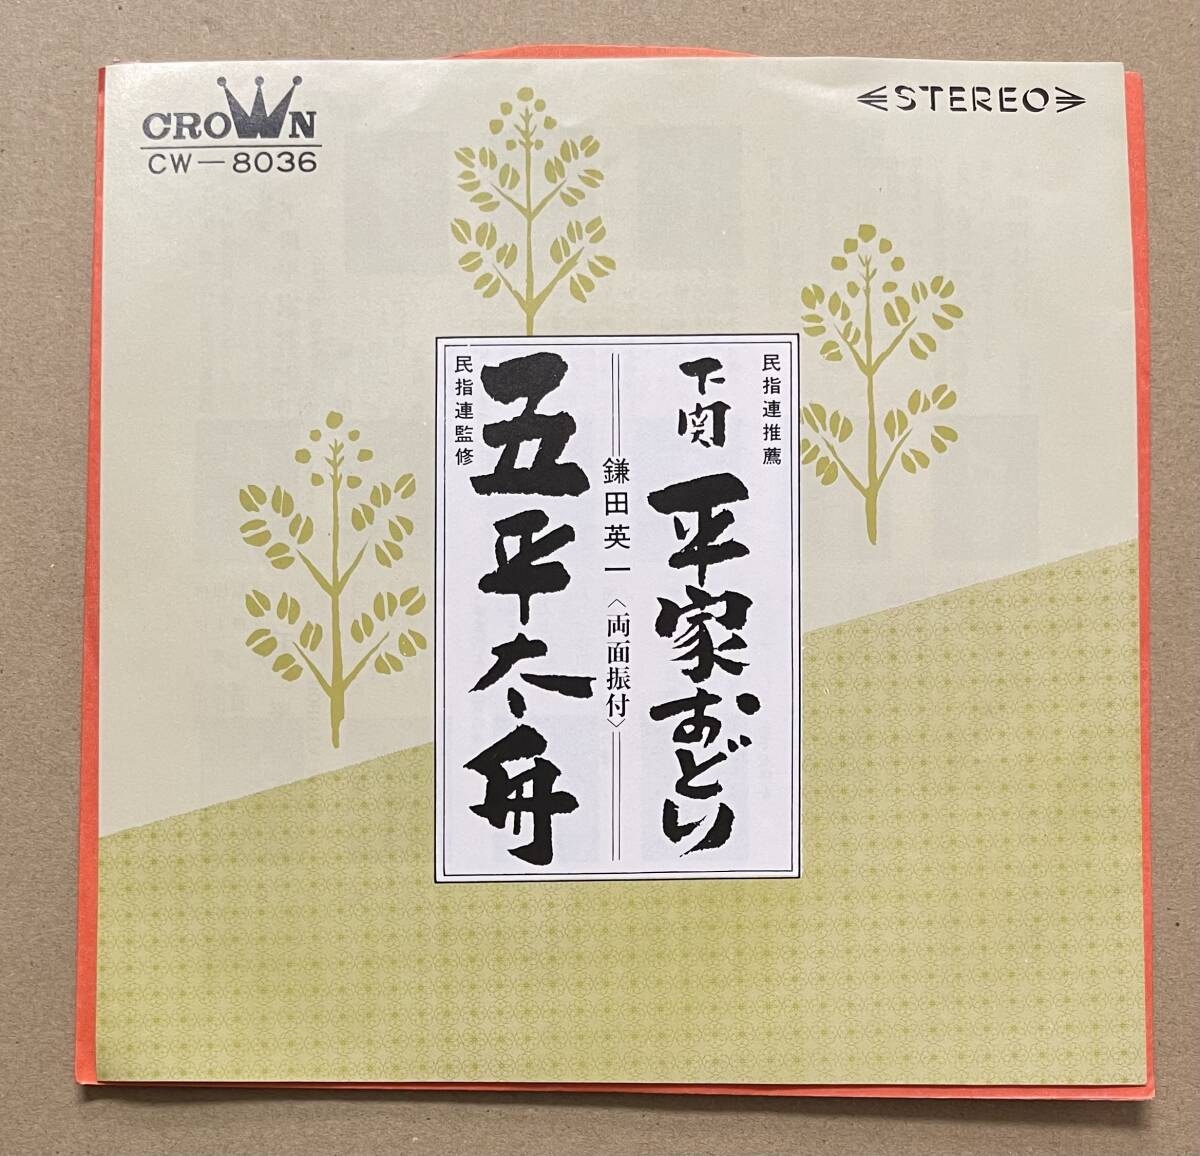 CROWN
CW—8036
STEREO
民指連推薦
下関
平家おどり
鎌田英一〈両面振付〉
五平太舟
民指連監修